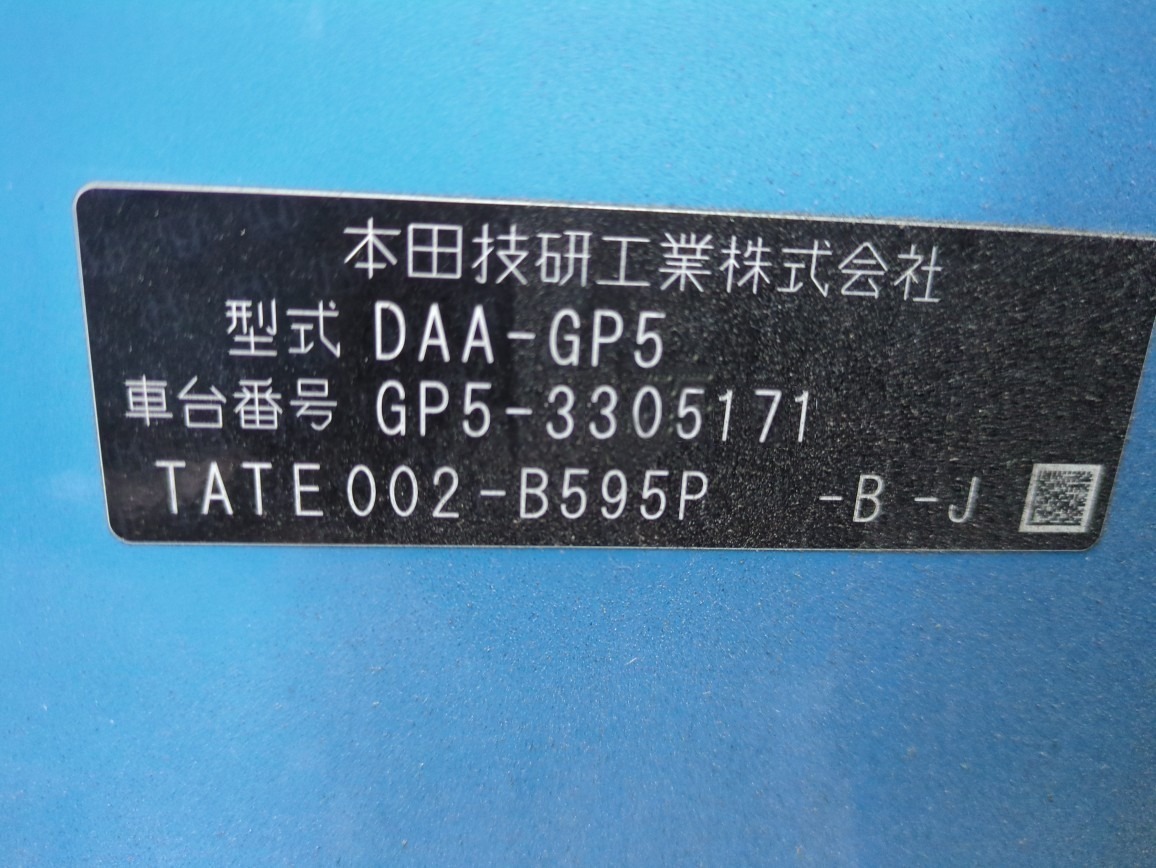 本田技研工業株式会社
型式 DAA-GP5
車台番号 GP5-3305171
TATE002-B595P -B -J